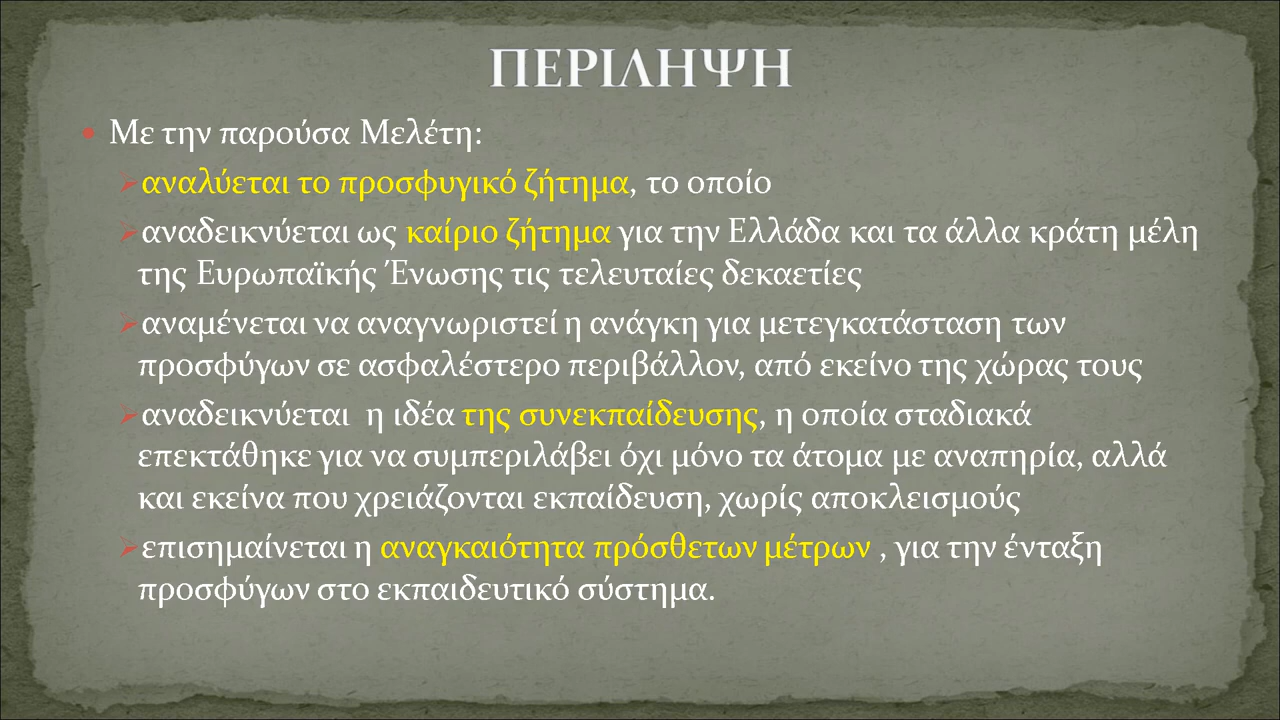 ΠΕΡΙΛΗΨΗ
• Με την παρούσα Μελέτη:
➢αναλύεται το προσφυγικό ζήτημα, το οποίο
➢αναδεικνύεται ως καίριο ζήτημα για την Ελλάδα και τα άλλα κράτη μέλη
της Ευρωπαϊκής Ένωσης τις τελευταίες δεκαετίες
➢αναμένεται να αναγνωριστεί η ανάγκη για μετεγκατάσταση των
προσφύγων σε ασφαλέστερο περιβάλλον, από εκείνο της χώρας τους
➢αναδεικνύεται  η ιδέα της συνεκπαίδευσης, η οποία σταδιακά
επεκτάθηκε για να συμπεριλάβει όχι μόνο τα άτομα με αναπηρία, αλλά
και εκείνα που χρειάζονται εκπαίδευση, χωρίς αποκλεισμούς
➢επισημαίνεται η αναγκαιότητα πρόσθετων μέτρων , για την ένταξη
προσφύγων στο εκπαιδευτικό σύστημα.